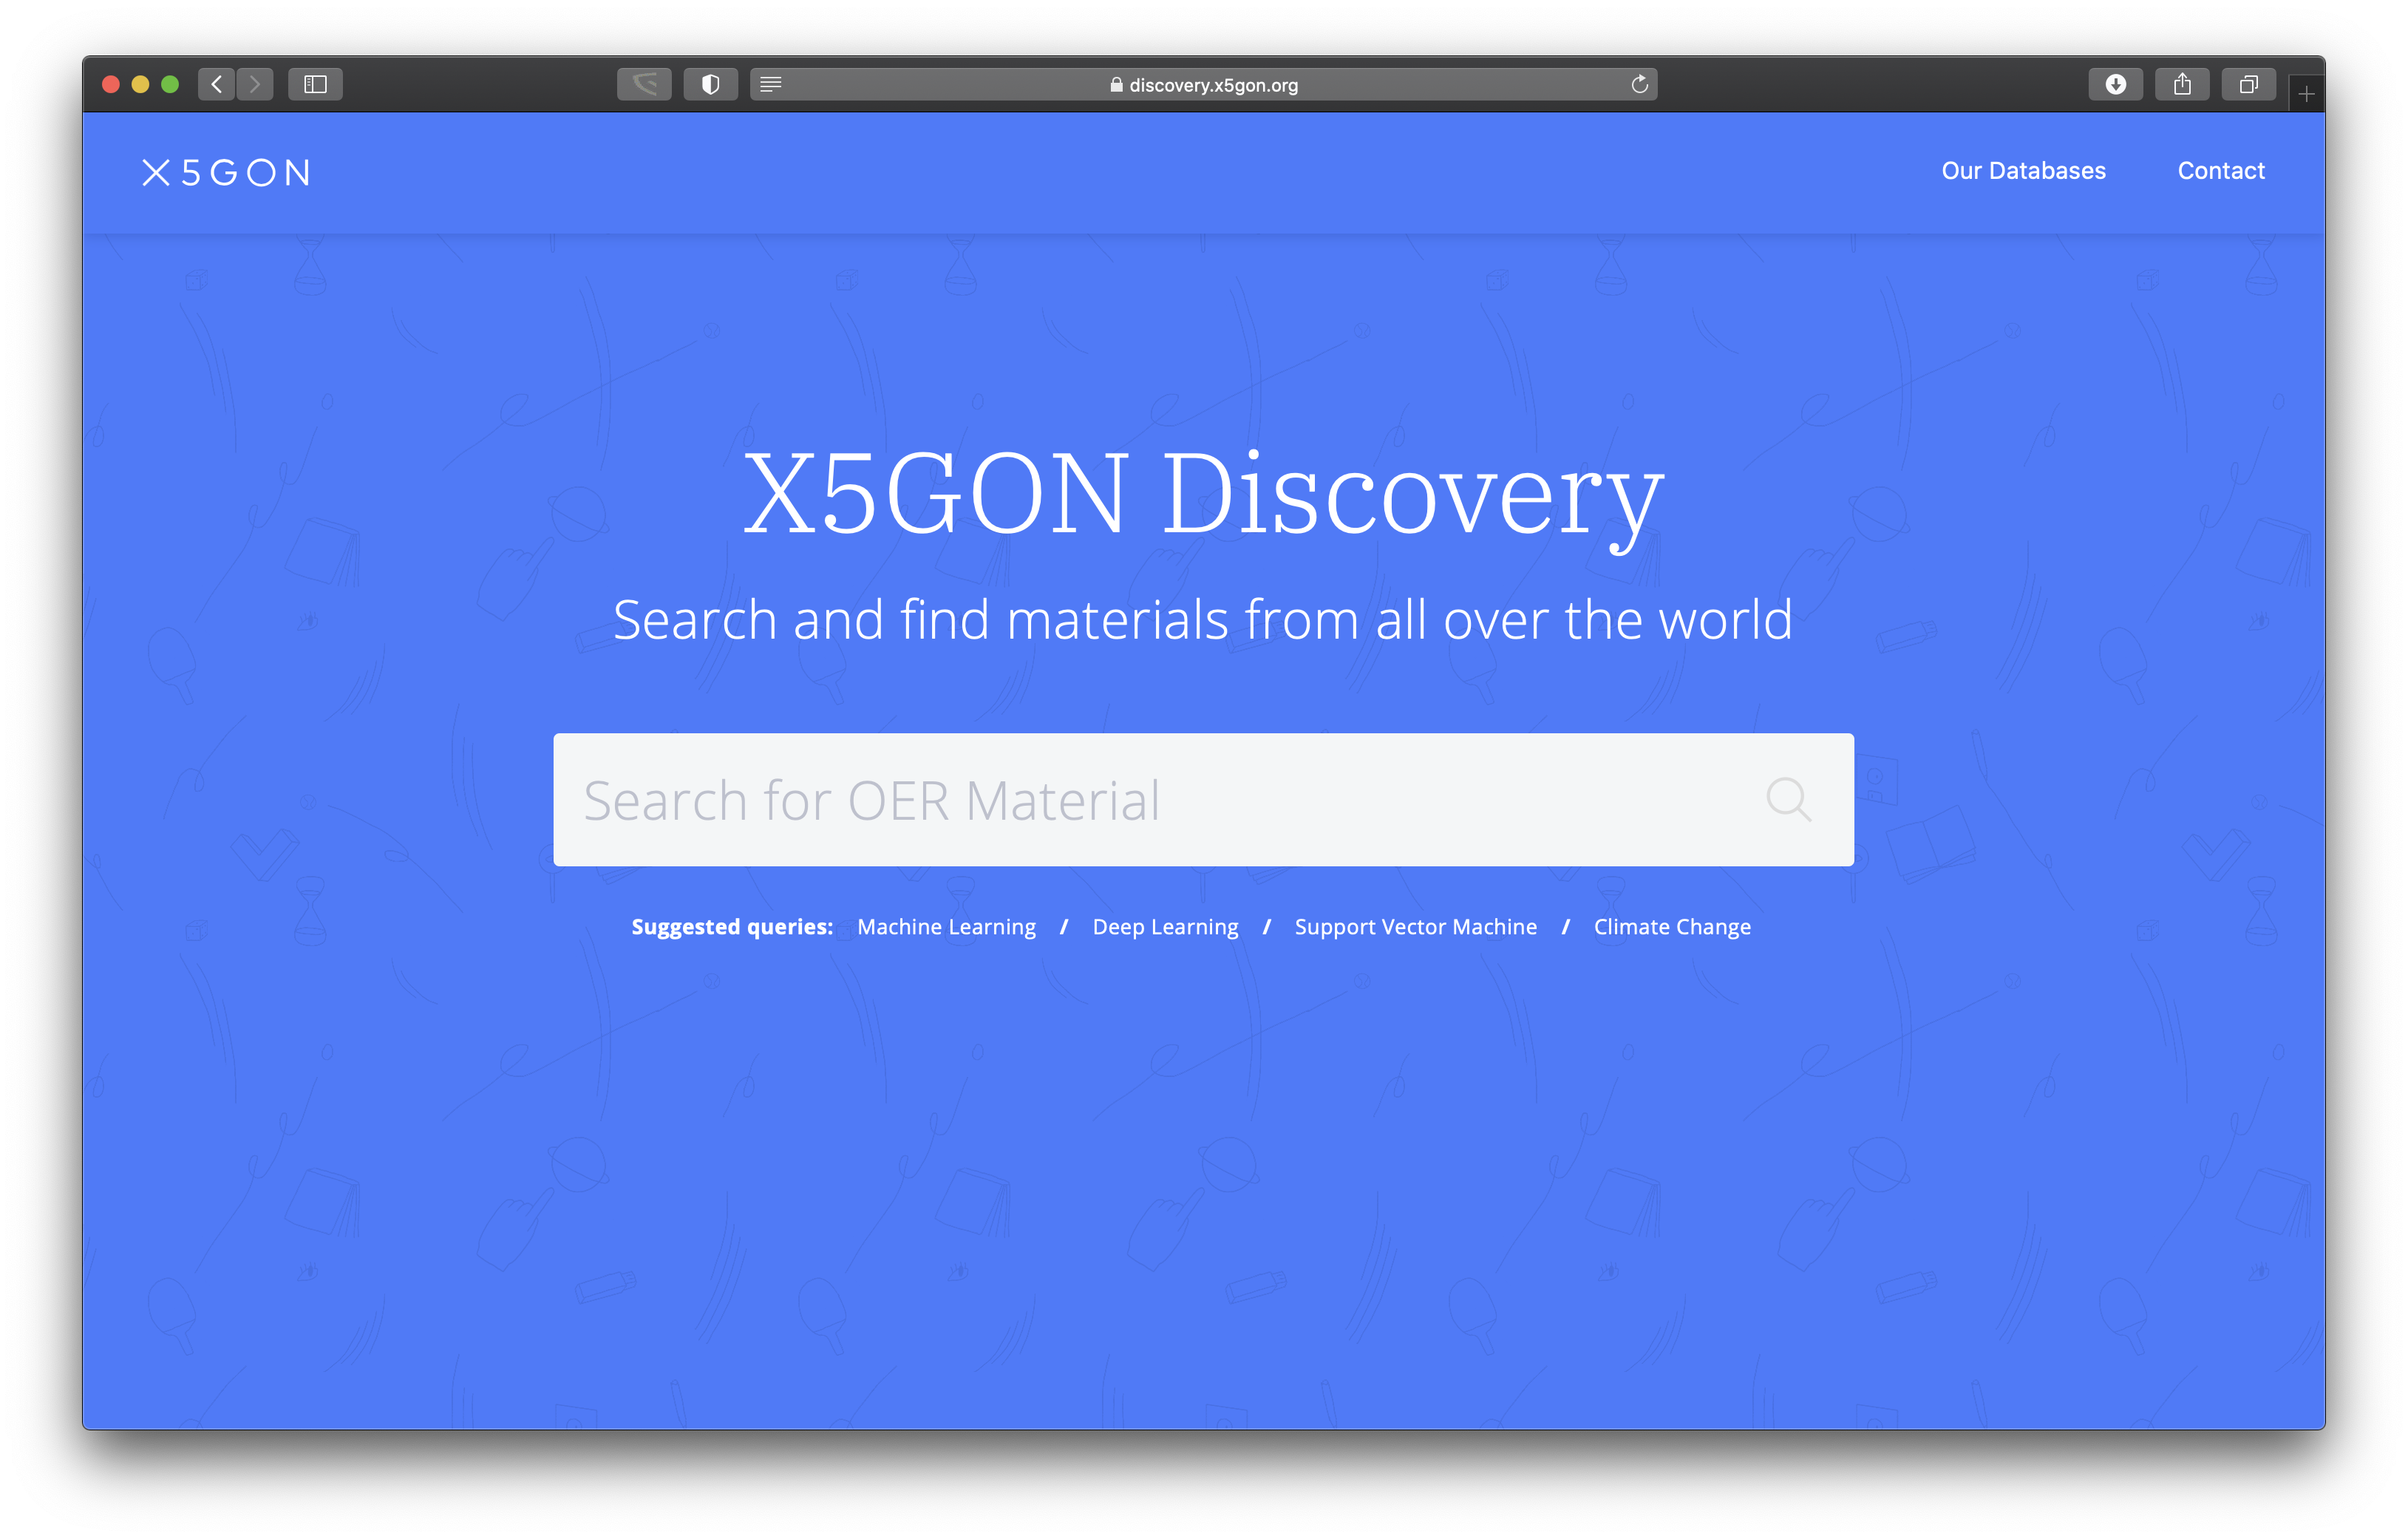 discovery.x5gon.org
X5GON
Our Databases
Contact
X5GON Discovery
Search and find materials from all over the world
Search for OER Material
Suggested queries: Machine Learning / Deep Learning / Support Vector Machine / Climate Change